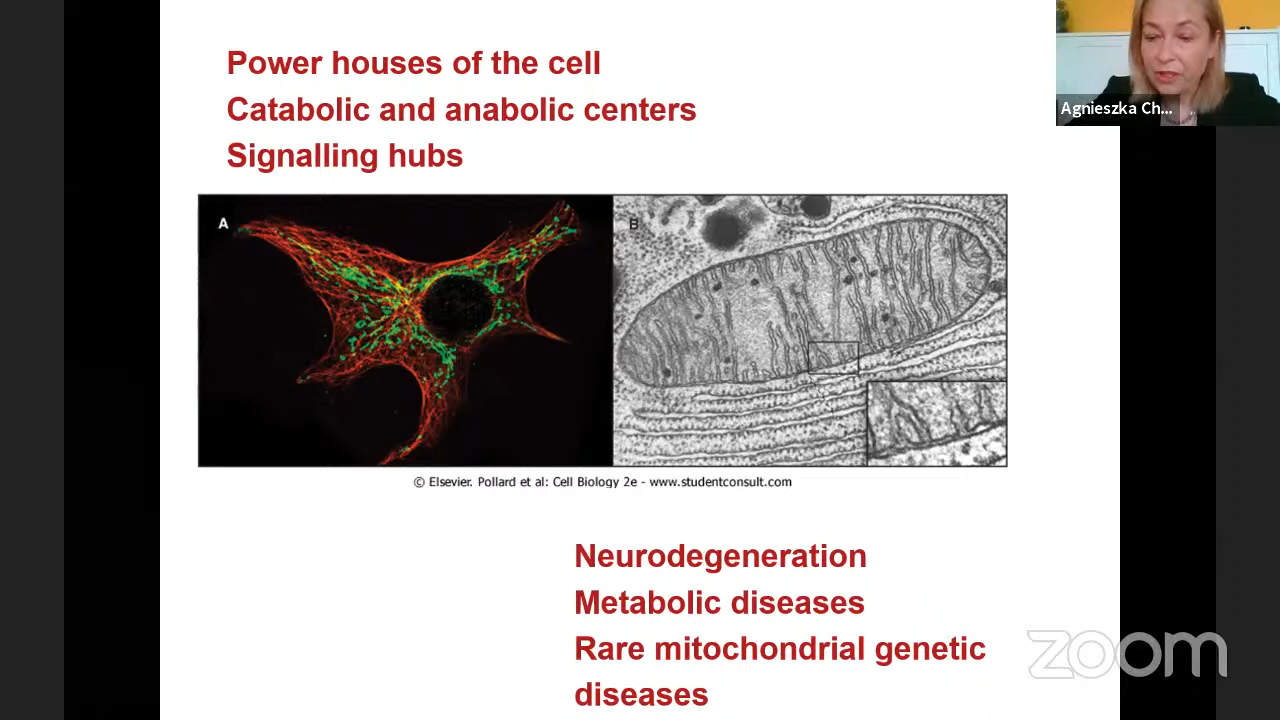 Power houses of the cell
Catabolic and anabolic centers
Signalling hubs
Agnieszka Ch...
A
B
© Elsevier. Pollard et al: Cell Biology 2e - www.studentconsult.com
Neurodegeneration
Metabolic diseases
Rare mitochondrial genetic
diseases
zoom